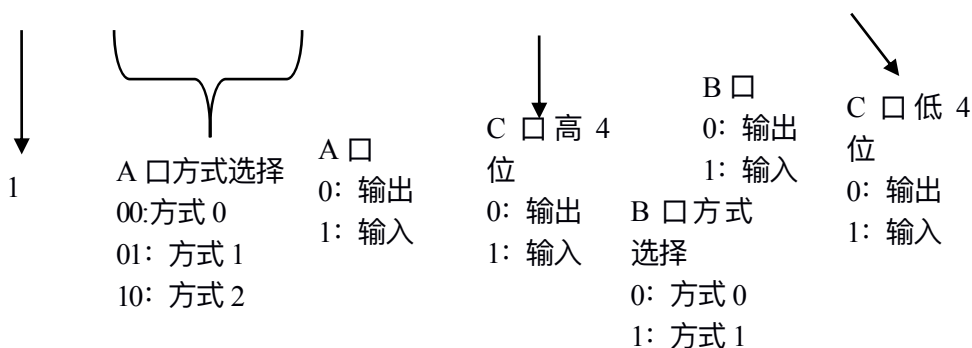 1
A 口方式选择
00:方式 0
01：方式 1
10：方式 2
A 口
0：输出
1：输入
C 口高 4
位
0：输出
1：输入
B 口
0：输出
1：输入
B 口方式
选择
0：方式 0
1：方式 1
C 口低 4
位
0：输出
1：输入